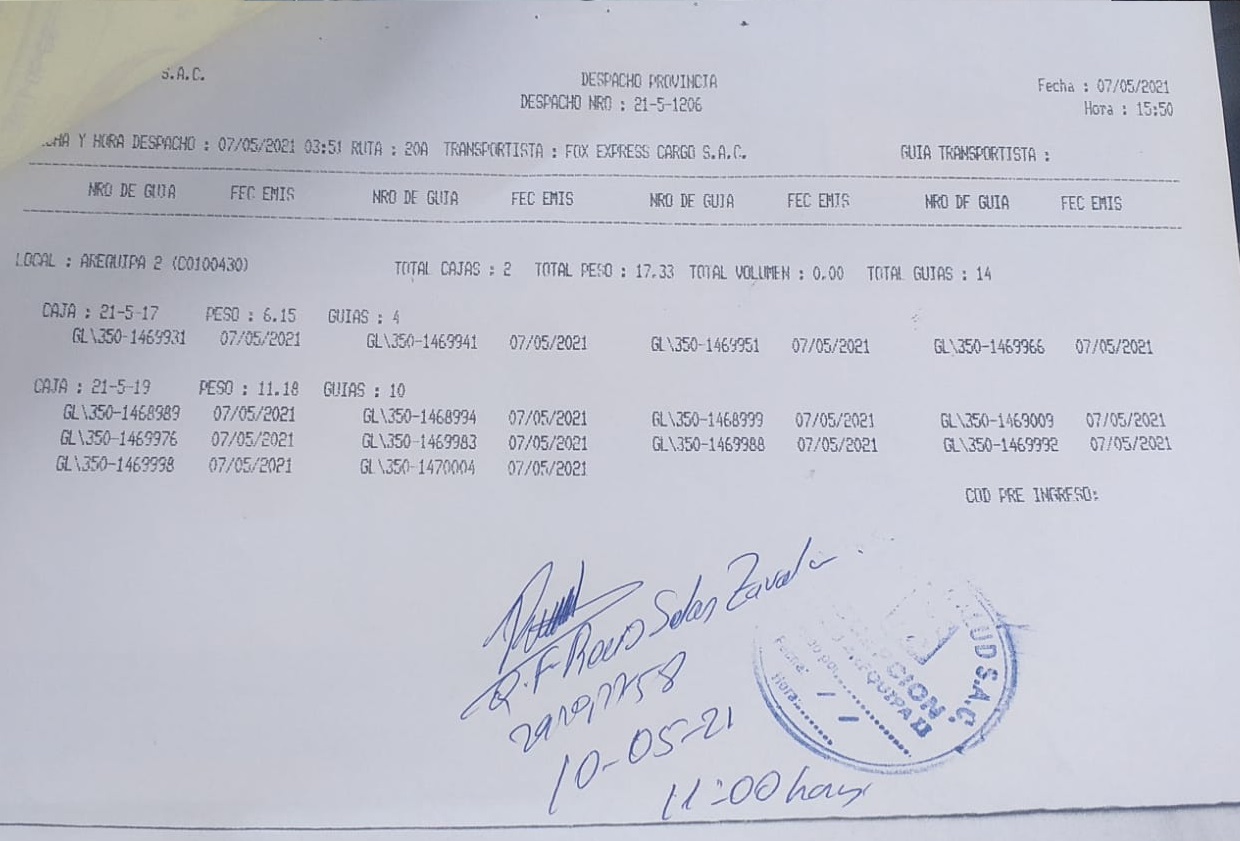 S.A.C.
DESPACHO PROVINCIA
Fecha : 07/05/2021
DESPACHO NRO : 21-5-1206
Hora : 15:50
Y HORA DESPACHO : 07/05/2021 03:51 RUTA : 20A TRANSPORTISTA : FOX EXPRESS CARGO S.A.C. GUIA TRANSPORTISTA :
NRO DE GUIA FEC EMIS NRO DE GUIA FEC EMIS NRO DE GUIA FEC EMIS NRO DE GUIA FEC EMIS
LOCAL : AREQUIPA 2 (C0100430) TOTAL CAJAS : 2 TOTAL PESO : 17.33 TOTAL VOLUMEN : 0.00 TOTAL GUIAS : 14
CAJA : 21-5-17 PESO : 6.15 GUIAS : 4
GL\350-1469931 07/05/2021 GL\350-1469941 07/05/2021 GL\350-1469951 07/05/2021 GL\350-1469966 07/05/2021
CAJA : 21-5-19 PESO : 11.18 GUIAS : 10
GL\350-1468989 07/05/2021 GL\350-1468994 07/05/2021 GL\350-1468999 07/05/2021 GL\350-1469009 07/05/2021
GL\350-1469976 07/05/2021 GL\350-1469983 07/05/2021 GL\350-1469988 07/05/2021 GL\350-1469992 07/05/2021
GL\350-1469998 07/05/2021 GL\350-1470004 07/05/2021
COD PRE INGRESO:
Q.F Salas Zavala
10-05-21
11:00
S.A.C.
Fecha:
Hora: